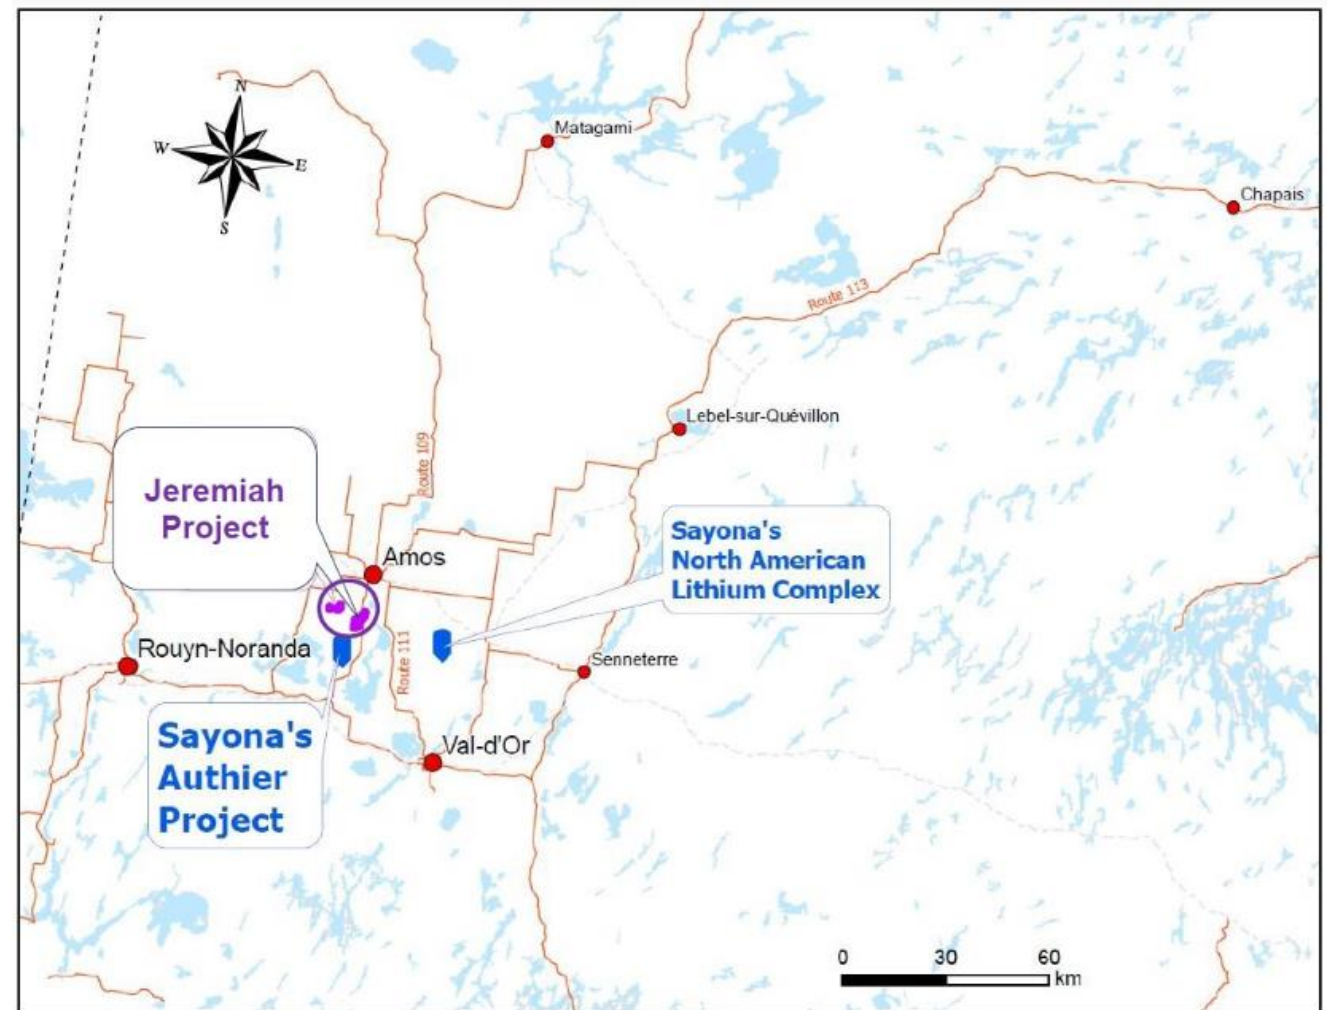 N
W
E
S
Matagami
Chapais
Route 113
Lebel-sur-Quévillon
Route 109
Jeremiah
Project
Amos
Sayona's
North American
Lithium Complex
Rouyn-Noranda
Route 111
Senneterre
Sayona's
Authier
Project
Val-d'Or
0 30 60
km